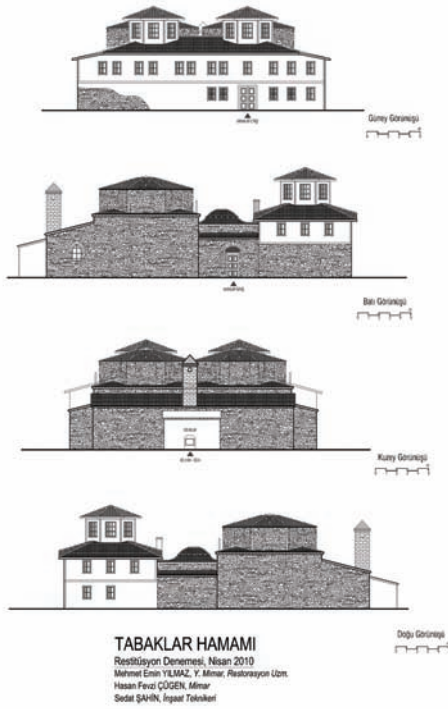 Güney Görünüşü
Batı Görünüşü
Kuzey Görünüşü
Doğu Görünüşü
TABAKLAR HAMAMI
Restitüsyon Denemesi, Nisan 2010
Mehmet Emin YILMAZ, Y. Mimar, Restorasyon Uzm.
Hasan Fevzi ÇÜGEN, Mimar
Sedat ŞAHİN, İnşaat Teknikeri